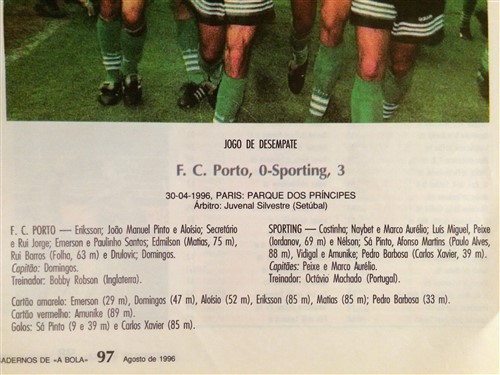 JOGO DE DESEMPATE
F. C. Porto, 0-Sporting, 3
30-04-1996, PARIS: PARQUE DOS PRÍNCIPES
Árbitro: Juvenal Silvestre (Setúbal)
F. C. PORTO — Eriksson; João Manuel Pinto e Aloísio; Secretário
e Rui Jorge; Emerson e Paulinho Santos; Edmilson (Matias, 75 m),
Rui Barros (Folha, 63 m) e Drulovic; Domingos.
Capitão: Domingos.
Treinador: Bobby Robson (Inglaterra).
SPORTING — Costinha; Naybet e Marco Aurélio; Luís Miguel, Peixe
(Iordanov, 69 m) e Nélson; Sá Pinto, Afonso Martins (Paulo Alves,
88 m), Vidigal e Amunike; Pedro Barbosa (Carlos Xavier, 39 m).
Capitães: Peixe e Marco Aurélio.
Treinador: Octávio Machado (Portugal).
Cartão amarelo: Emerson (29 m), Domingos (47 m), Aloísio (52 m), Eriksson (85 m), Matias (85 m); Pedro Barbosa (33 m).
Cartão vermelho: Amunike (89 m).
Golos: Sá Pinto (9 e 39 m) e Carlos Xavier (85 m).
CADERNOS DE «A BOLA» 97 Agosto de 1996